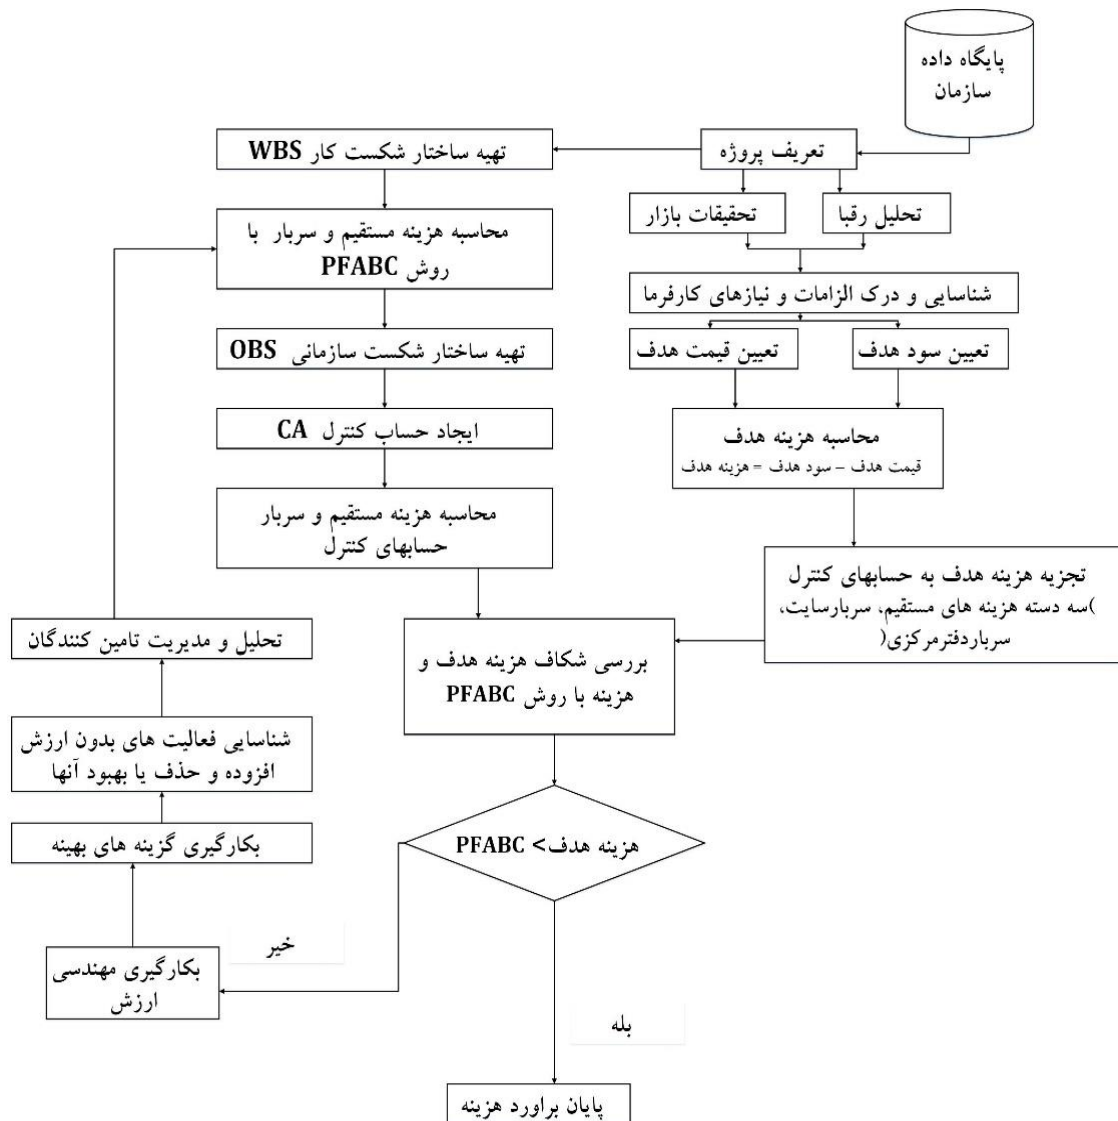 پایگاه داده
سازمان
تعریف پروژه
تهیه ساختار شکست کار WBS
تحلیل رقبا
تحقیقات بازار
محاسبه هزینه مستقیم و سربار با
روش PFABC
شناسایی و درک الزامات و نیازهای کارفرما
تهیه ساختار شکست سازمانی OBS
تعیین سود هدف
تعیین قیمت هدف
ایجاد حساب کنترل CA
محاسبه هزینه هدف
قیمت هدف – سود هدف = هزینه هدف
محاسبه هزینه مستقیم و سربار
حسابهای کنترل
تجزیه هزینه هدف به حسابهای کنترل
)سه دسته هزینه های مستقیم، سربارسایت،
سرباردفترمرکزی(
تحلیل و مدیریت تامین کنندگان
بررسی شکاف هزینه هدف و
هزینه با روش PFABC
شناسایی فعالیت های بدون ارزش
افزوده و حذف یا بهبود آنها
بکارگیری گزینه های بهینه
هزینه هدف> PFABC
خیر
بکارگیری مهندسی
ارزش
بله
پایان براورد هزینه